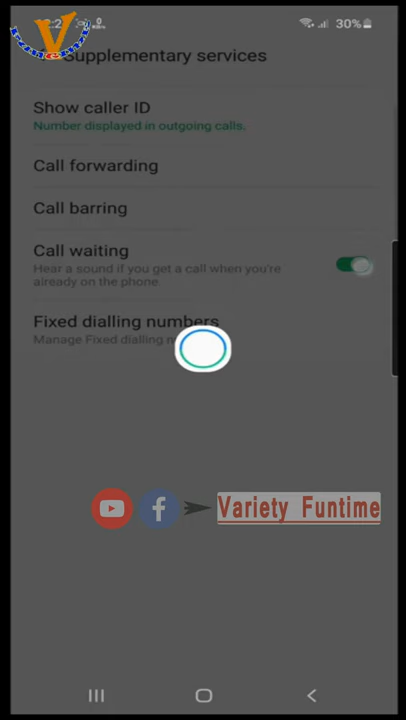 30%
Supplementary services
Show caller ID
Number displayed in outgoing calls.
Call forwarding
Call barring
Call waiting
Hear a sound if you get a call when you're
already on the phone.
Fixed dialling numbers
Manage Fixed dialling
Variety Funtime